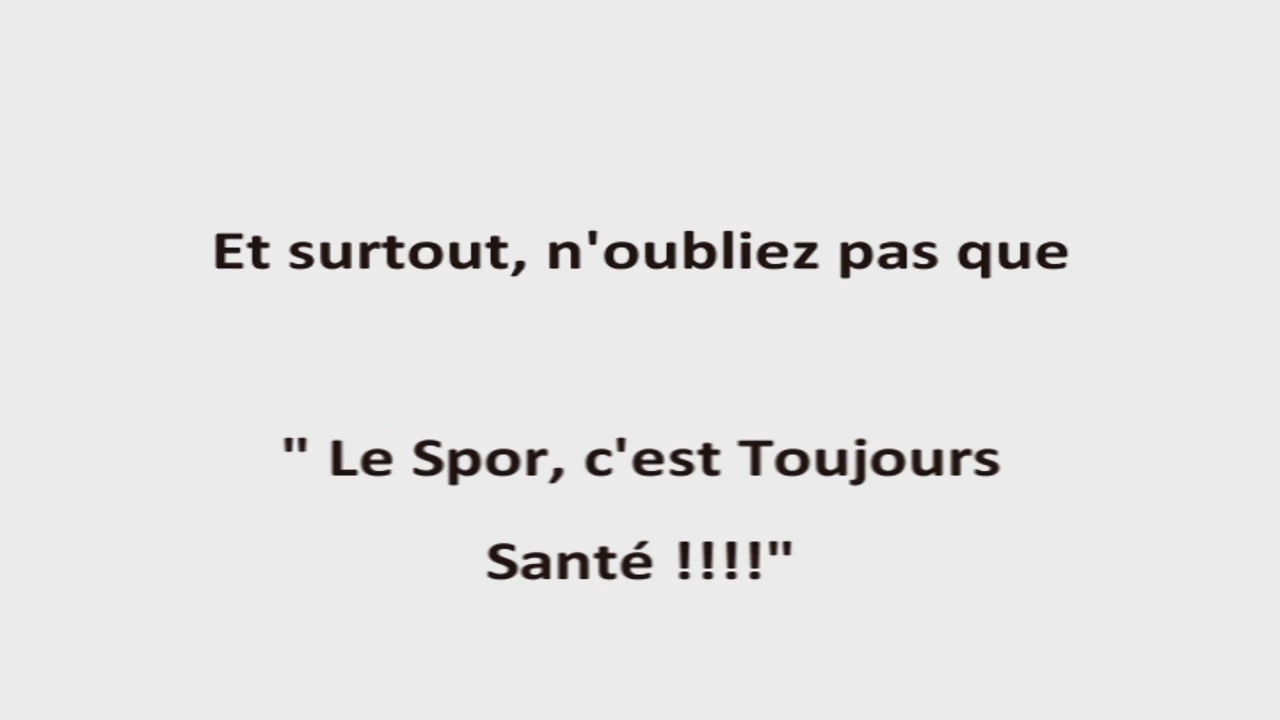 Et surtout, n'oubliez pas que
" Le Spor, c'est Toujours
Santé !!!!"